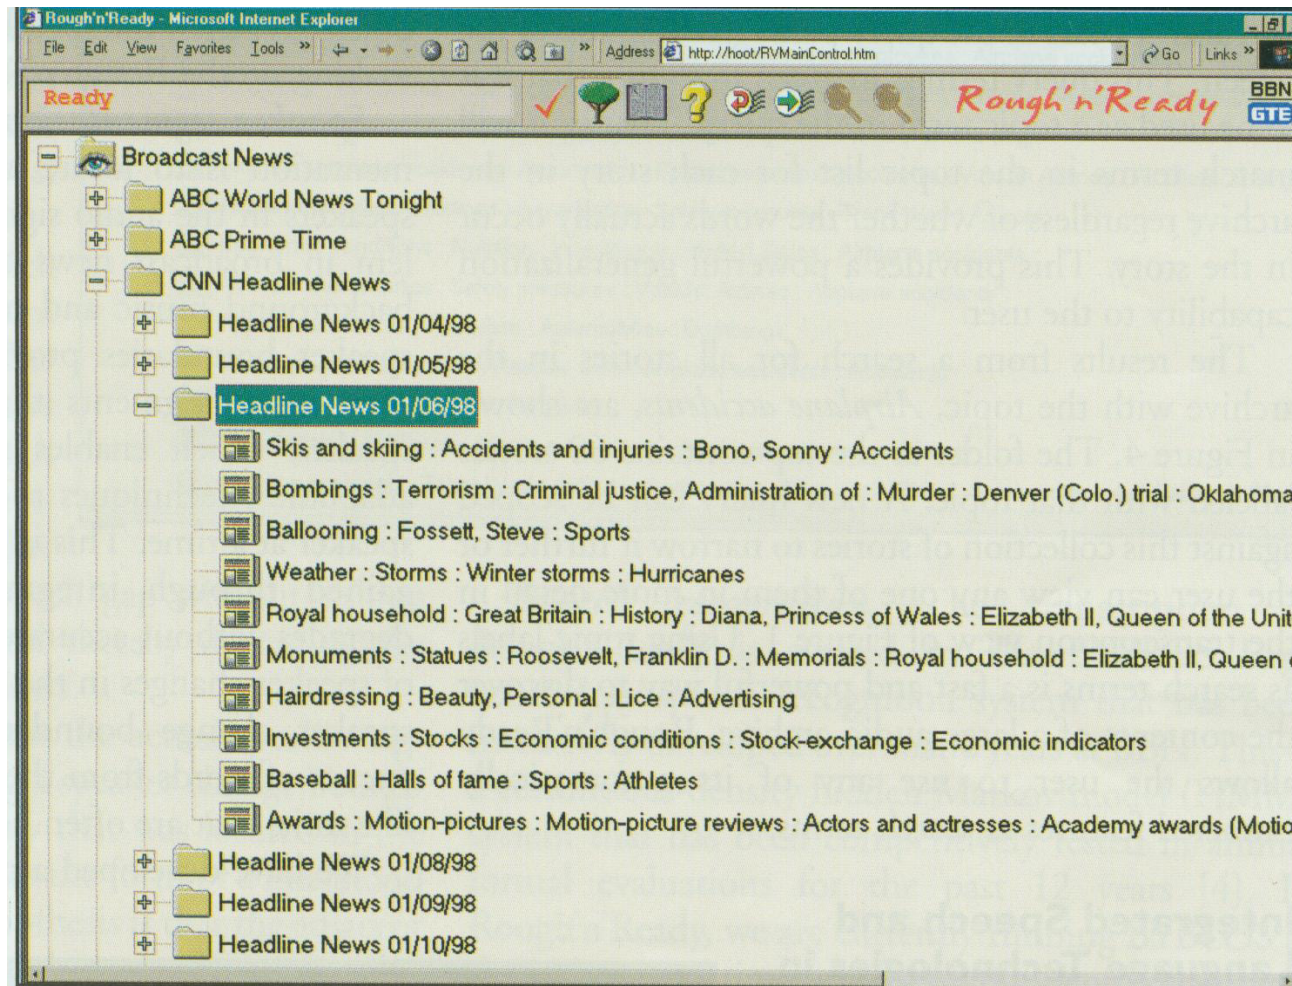 Rough'n'Ready - Microsoft Internet Explorer
File Edit View Favorites Tools » » Address http://hoot/RVMainControl.htm Go Links »
Ready Rough'n'Ready BBN
GTE
Broadcast News
ABC World News Tonight
ABC Prime Time
CNN Headline News
Headline News 01/04/98
Headline News 01/05/98
Headline News 01/06/98
Skis and skiing : Accidents and injuries : Bono, Sonny : Accidents
Bombings : Terrorism : Criminal justice, Administration of : Murder : Denver (Colo.) trial : Oklahoma
Ballooning : Fossett, Steve : Sports
Weather : Storms : Winter storms : Hurricanes
Royal household : Great Britain : History : Diana, Princess of Wales : Elizabeth II, Queen of the Unit
Monuments : Statues : Roosevelt, Franklin D. : Memorials : Royal household : Elizabeth II, Queen
Hairdressing : Beauty, Personal : Lice : Advertising
Investments : Stocks : Economic conditions : Stock-exchange : Economic indicators
Baseball : Halls of fame : Sports : Athletes
Awards : Motion-pictures : Motion-picture reviews : Actors and actresses : Academy awards (Motio
Headline News 01/08/98
Headline News 01/09/98
Headline News 01/10/98